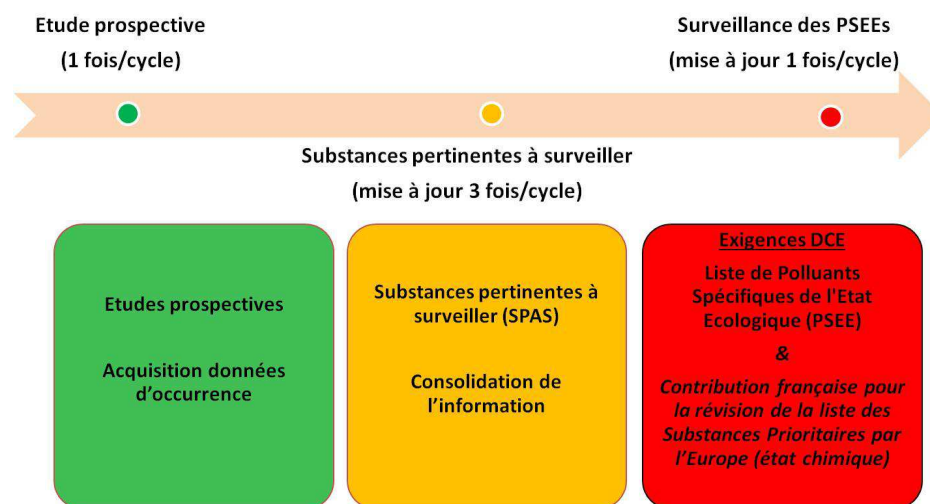 Etude prospective
(1 fois/cycle)
Surveillance des PSEEs
(mise à jour 1 fois/cycle)
Substances pertinentes à surveiller
(mise à jour 3 fois/cycle)
Etudes prospectives
Acquisition données
d'occurrence
Substances pertinentes à
surveiller (SPAS)
Consolidation de
l'information
Exigences DCE
Liste de Polluants
Spécifiques de l'Etat
Ecologique (PSEE)
&
Contribution française pour
la révision de la liste des
Substances Prioritaires par
l'Europe (état chimique)